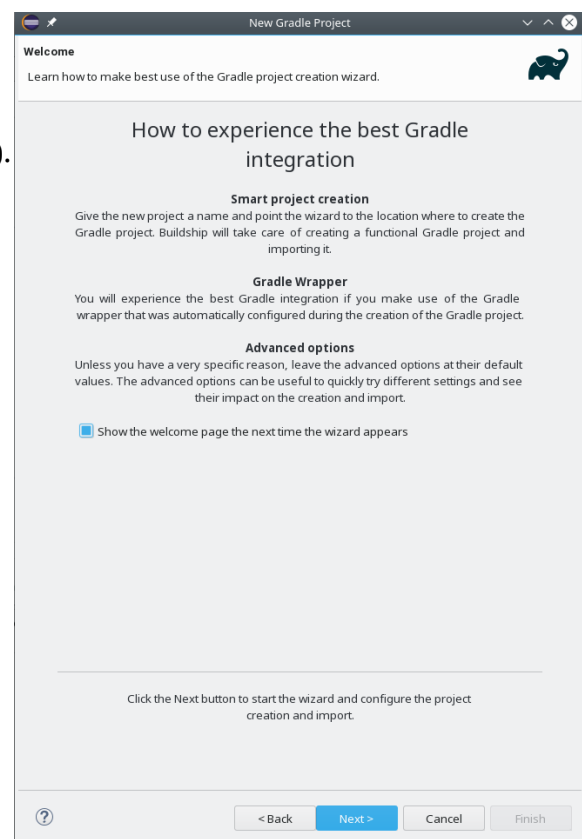 New Gradle Project
Welcome
Learn how to make best use of the Gradle project creation wizard.
).
How to experience the best Gradle
integration
Smart project creation
Give the new project a name and point the wizard to the location where to create the
Gradle project. Buildship will take care of creating a functional Gradle project and
importing it.
Gradle Wrapper
You will experience the best Gradle integration if you make use of the Gradle
wrapper that was automatically configured during the creation of the Gradle project.
Advanced options
Unless you have a very specific reason, leave the advanced options at their default
values. The advanced options can be useful to quickly try different settings and see
their impact on the creation and import.
Show the welcome page the next time the wizard appears
Click the Next button to start the wizard and configure the project
creation and import.
?
< Back
Next >
Cancel
Finish